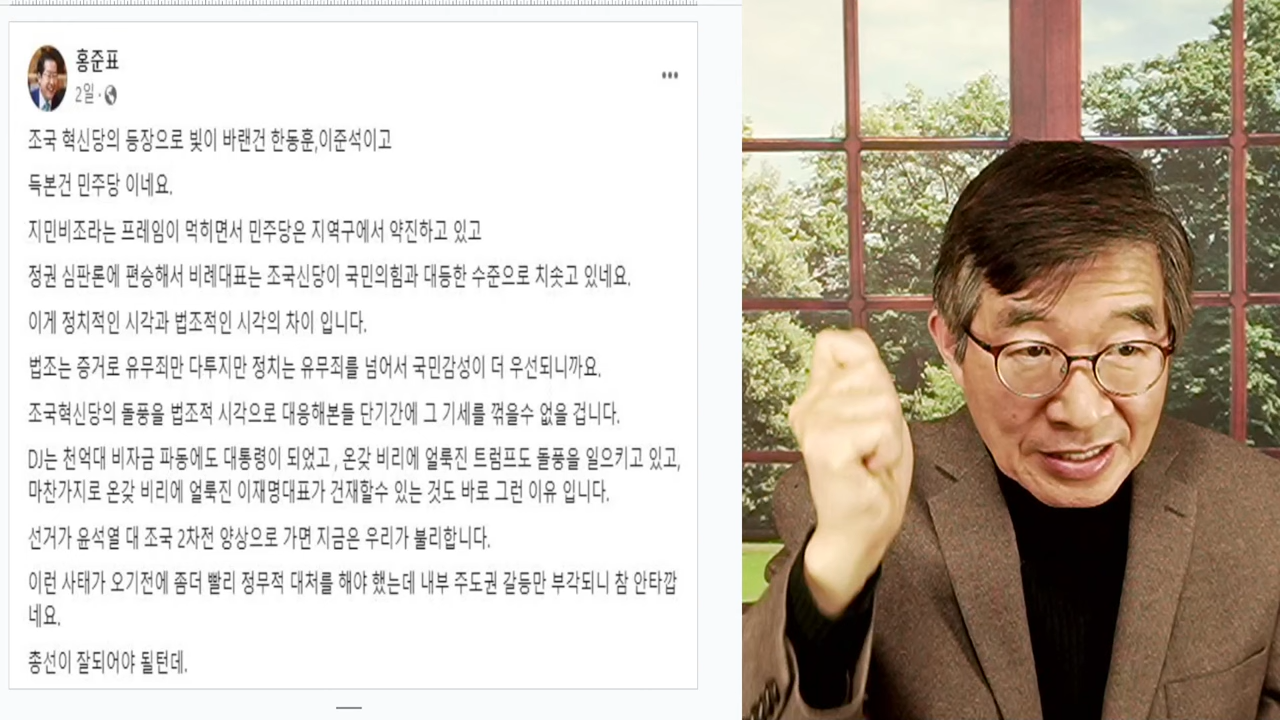 홍준표
2일 ·
조국 혁신당의 등장으로 빛이 바랜건 한동훈,이준석이고
득본건 민주당 이네요.
지민비조라는 프레임이 먹히면서 민주당은 지역구에서 약진하고 있고
정권 심판론에 편승해서 비례대표는 조국신당이 국민의힘과 대등한 수준으로 치솟고 있네요.
이게 정치적인 시각과 법조적인 시각의 차이 입니다.
법조는 증거로 유무죄만 다투지만 정치는 유무죄를 넘어서 국민감성이 더 우선되니까요.
조국혁신당의 돌풍을 법조적 시각으로 대응해본들 단기간에 그 기세를 꺾을수 없을 겁니다.
DJ는 천억대 비자금 파동에도 대통령이 되었고 , 온갖 비리에 얼룩진 트럼프도 돌풍을 일으키고 있고,
마찬가지로 온갖 비리에 얼룩진 이재명대표가 건재할수 있는 것도 바로 그런 이유 입니다.
선거가 윤석열 대 조국 2차전 양상으로 가면 지금은 우리가 불리합니다.
이런 사태가 오기전에 좀더 빨리 정무적 대처를 해야 했는데 내부 주도권 갈등만 부각되니 참 안타깝
네요.
총선이 잘되어야 될텐데.